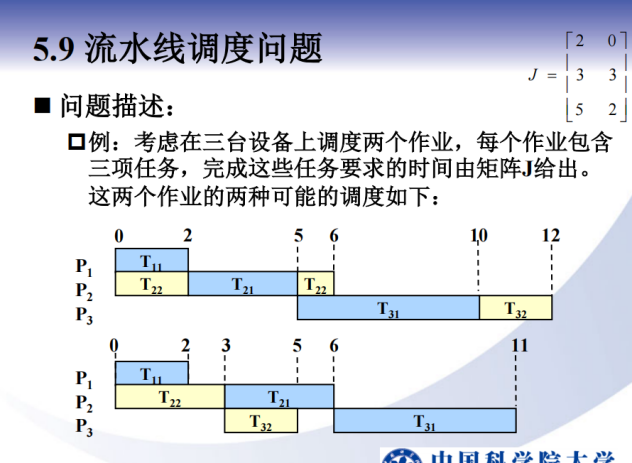 5.9 流水线调度问题
J = [2 0
3 3
5 2]
■ 问题描述：
例：考虑在三台设备上调度两个作业，每个作业包含
三项任务，完成这些任务要求的时间由矩阵J给出。
这两个作业的两种可能的调度如下：
0 2 5 6 10 12
P1 T11
P2 T22 T21 T22
P3 T31 T32
0 2 3 5 6 11
P1 T11
P2 T22 T21
P3 T32 T31
中国科学院大学